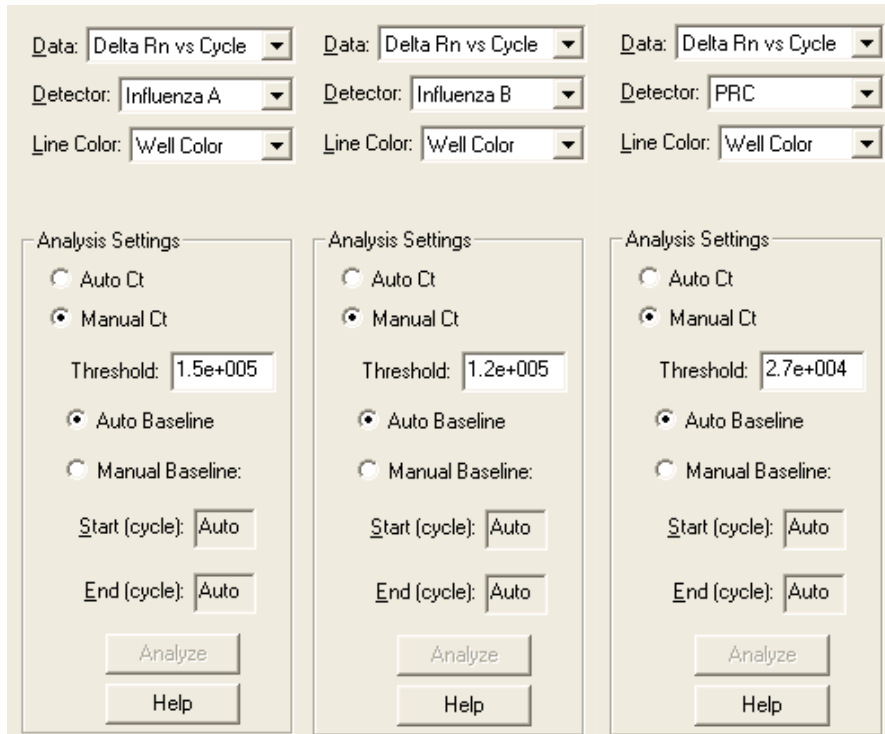 Data: Delta Rn vs Cycle
Detector: Influenza A
Line Color: Well Color
Analysis Settings
Auto Ct
Manual Ct
Threshold: 1.5e+005
Auto Baseline
Manual Baseline:
Start (cycle): Auto
End (cycle): Auto
Analyze
Help
Data: Delta Rn vs Cycle
Detector: Influenza B
Line Color: Well Color
Analysis Settings
Auto Ct
Manual Ct
Threshold: 1.2e+005
Auto Baseline
Manual Baseline:
Start (cycle): Auto
End (cycle): Auto
Analyze
Help
Data: Delta Rn vs Cycle
Detector: PRC
Line Color: Well Color
Analysis Settings
Auto Ct
Manual Ct
Threshold: 2.7e+004
Auto Baseline
Manual Baseline:
Start (cycle): Auto
End (cycle): Auto
Analyze
Help